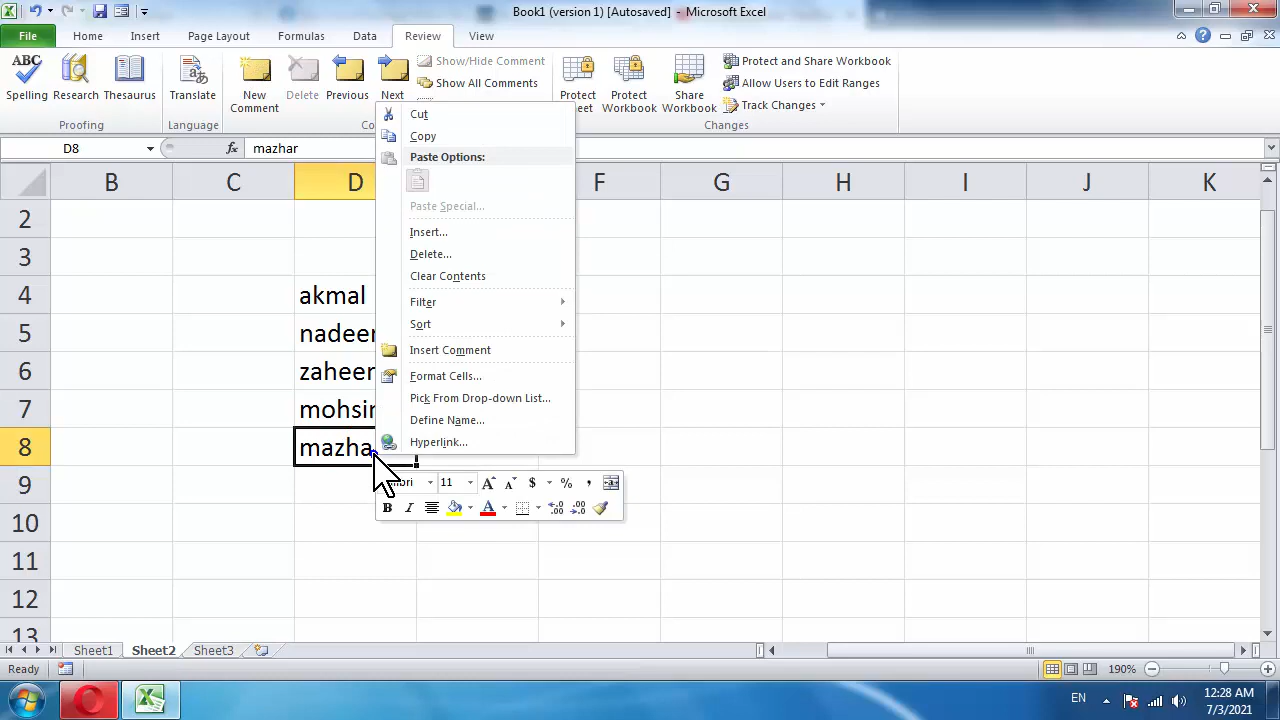 Book1 (version 1) [Autosaved] - Microsoft Excel
File Home Insert Page Layout Formulas Data Review View
ABC
Spelling Research Thesaurus
Proofing
Translate
Language
New Comment
Delete Previous Next
Show/Hide Comment
Show All Comments
Protect Workbook
Share Workbook
Protect and Share Workbook
Allow Users to Edit Ranges
Track Changes
Changes
D8 fx mazhar
B C D F G H I J K
2
3
4 akmal
5
6
7
8
9
10
11
12
13
Cut
Copy
Paste Options:
Paste Special...
Insert...
Delete...
Clear Contents
Filter
Sort
Insert Comment
Format Cells...
Pick From Drop-down List...
Define Name...
Hyperlink...
11 A A $ % ,
B I A
Sheet1 Sheet2 Sheet3
Ready 190%
EN
12:28 AM
7/3/2021